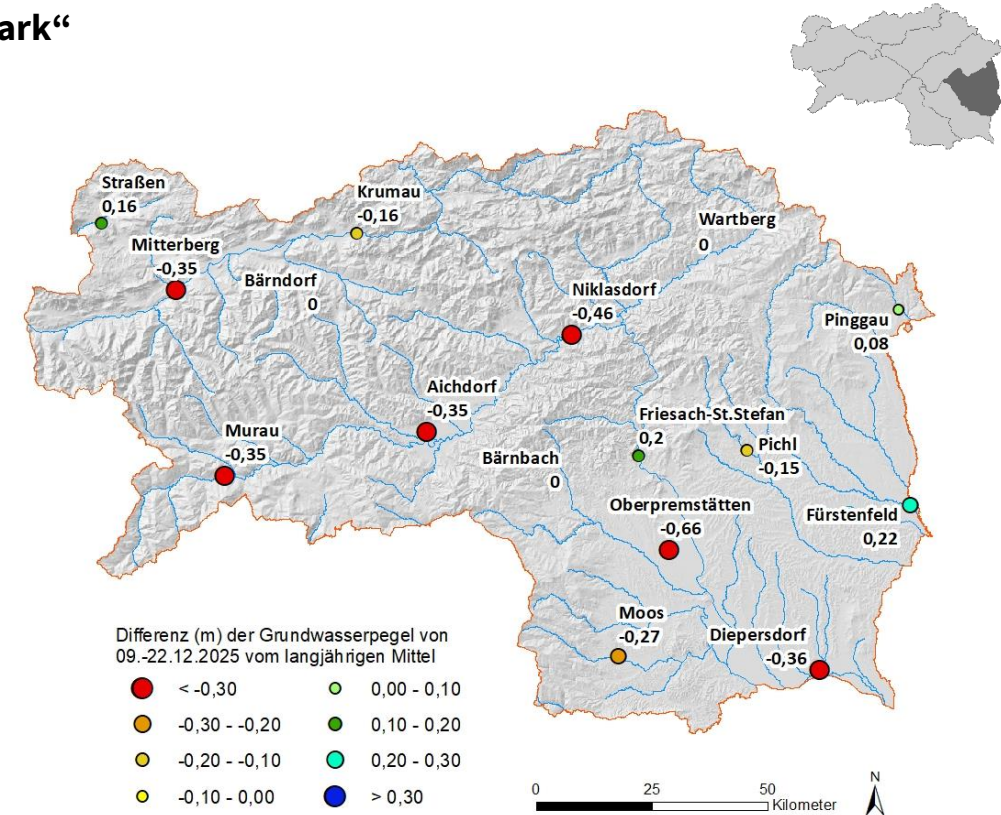 ark“
Straßen
0,16
Krumau
-0,16
Wartberg
0
Mitterberg
-0,35
Bärndorf
0
Niklasdorf
-0,46
Pinggau
0,08
Aichdorf
-0,35
Friesach-St.Stefan
0,2
Murau
-0,35
Pichl
-0,15
Bärnbach
0
Oberpremstätten
-0,66
Fürstenfeld
0,22
Moos
-0,27
Diepersdorf
-0,36
Differenz (m) der Grundwasserpegel von
09.-22.12.2025 vom langjährigen Mittel
< -0,30
-0,30 - -0,20
-0,20 - -0,10
-0,10 - 0,00
0,00 - 0,10
0,10 - 0,20
0,20 - 0,30
> 0,30
0 25 50
Kilometer
N